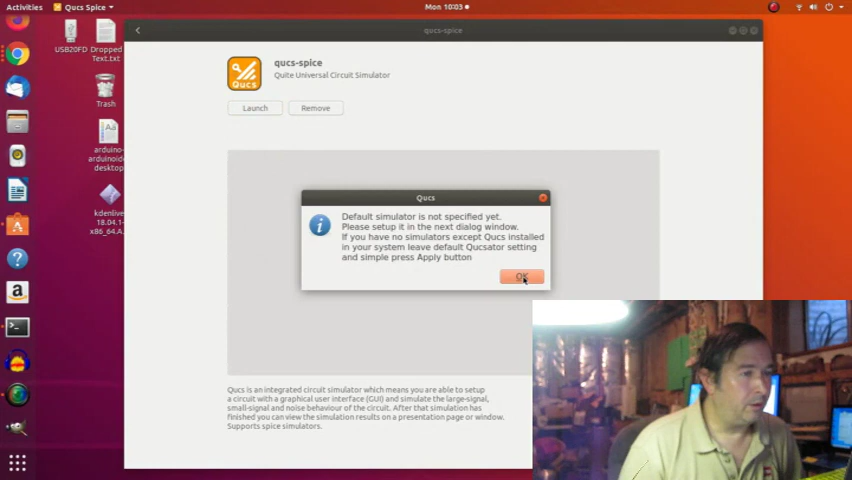 Activities
Qucs Spice
Mon 10:03
qucs-spice
USB20FD
Dropped Text.txt
Trash
arduino-
arduinoide
desktop
kdenlive-
18.04.1-
x86_64.A
qucs-spice
Quite Universal Circuit Simulator
Qucs
Launch
Remove
Qucs
Default simulator is not specified yet.
Please setup it in the next dialog window.
If you have no simulators except Qucs installed
in your system leave default Qucsator setting
and simple press Apply button
OK
Qucs is an integrated circuit simulator which means you are able to setup
a circuit with a graphical user interface (GUI) and simulate the large-signal,
small-signal and noise behaviour of the circuit. After that simulation has
finished you can view the simulation results on a presentation page or window.
Supports spice simulators.